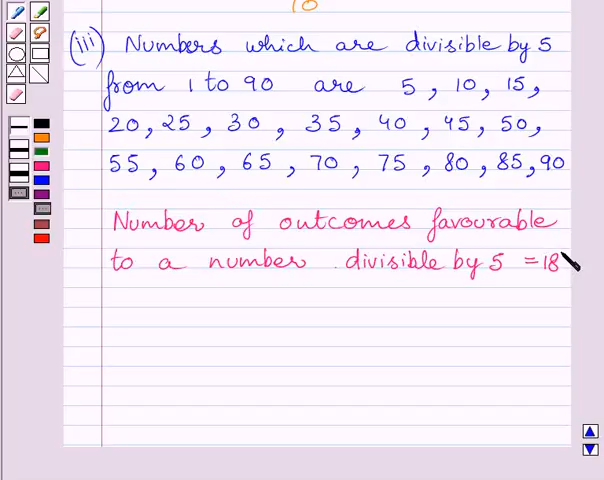 10
(iii) Numbers which are divisible by 5
from 1 to 90 are 5, 10, 15,
20, 25, 30, 35, 40, 45, 50,
55, 60, 65, 70, 75, 80, 85, 90
Number of outcomes favourable
to a number . divisible by 5 = 18